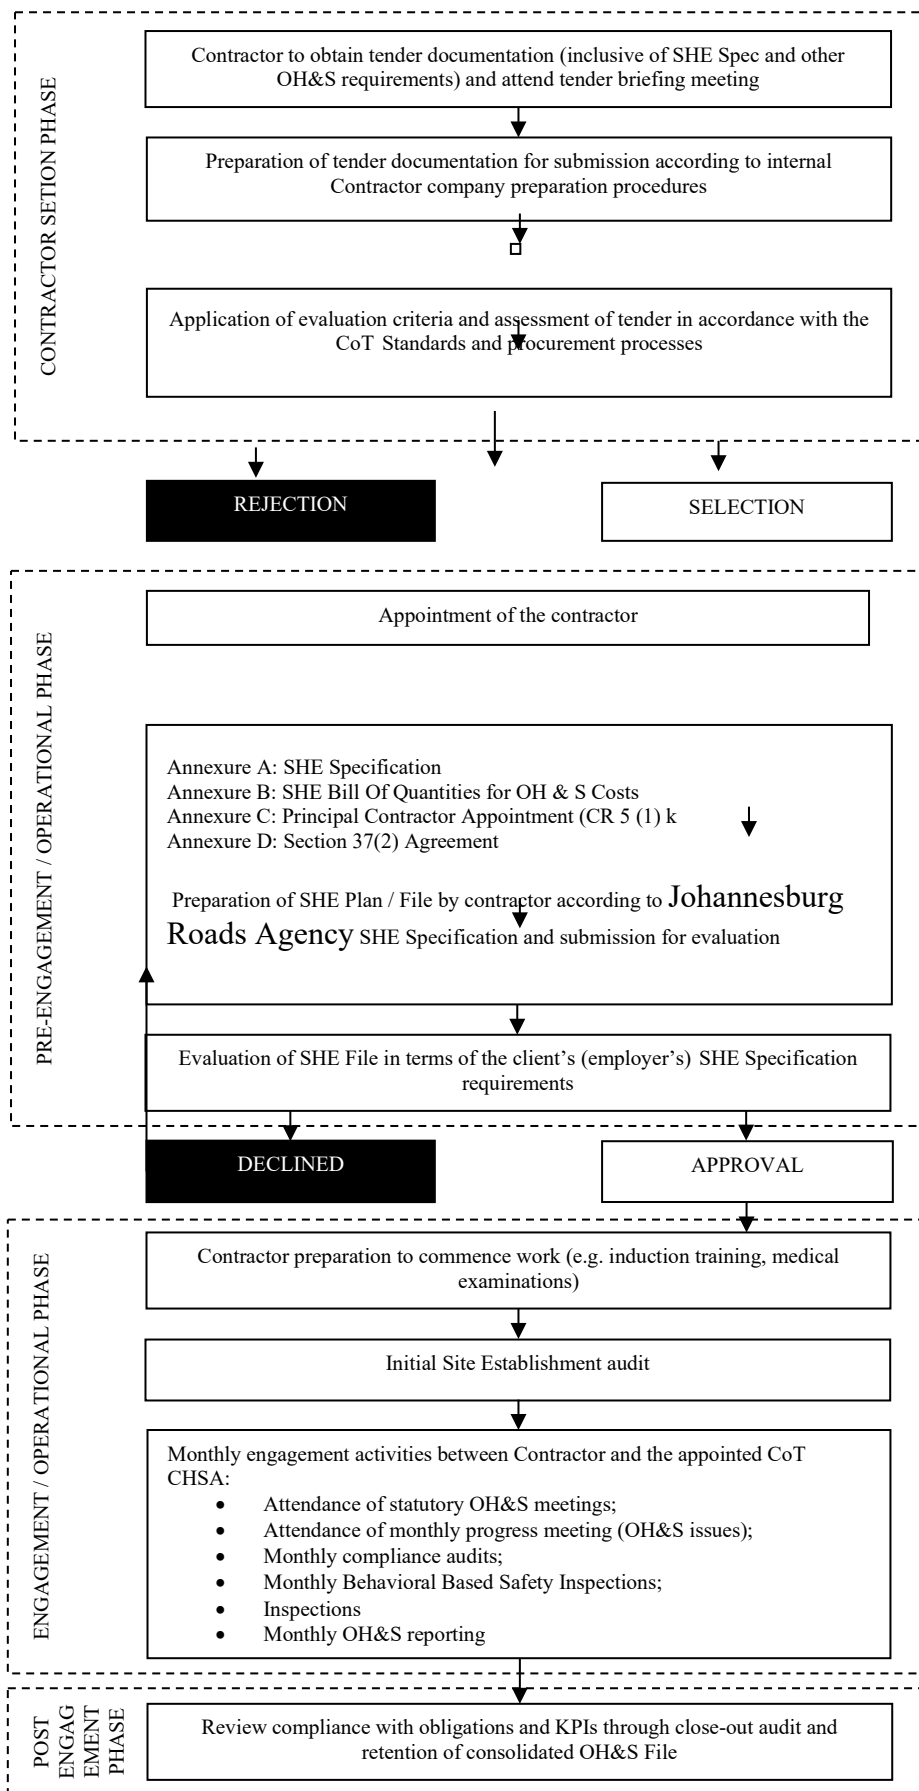 CONTRACTOR SETION PHASE
Contractor to obtain tender documentation (inclusive of SHE Spec and other
OH&S requirements) and attend tender briefing meeting
Preparation of tender documentation for submission according to internal
Contractor company preparation procedures
Application of evaluation criteria and assessment of tender in accordance with the
CoT Standards and procurement processes
REJECTION
SELECTION
PRE-ENGAGEMENT / OPERATIONAL PHASE
Appointment of the contractor
Annexure A: SHE Specification
Annexure B: SHE Bill Of Quantities for OH & S Costs
Annexure C: Principal Contractor Appointment (CR 5 (1) k
Annexure D: Section 37(2) Agreement
Preparation of SHE Plan / File by contractor according to Johannesburg
Roads Agency SHE Specification and submission for evaluation
Evaluation of SHE File in terms of the client’s (employer’s) SHE Specification
requirements
DECLINED
APPROVAL
ENGAGEMENT / OPERATIONAL PHASE
Contractor preparation to commence work (e.g. induction training, medical
examinations)
Initial Site Establishment audit
Monthly engagement activities between Contractor and the appointed CoT
CHSA:
• Attendance of statutory OH&S meetings;
• Attendance of monthly progress meeting (OH&S issues);
• Monthly compliance audits;
• Monthly Behavioral Based Safety Inspections;
• Inspections
• Monthly OH&S reporting
POST
ENGAG
EMENT
PHASE
Review compliance with obligations and KPIs through close-out audit and
retention of consolidated OH&S File